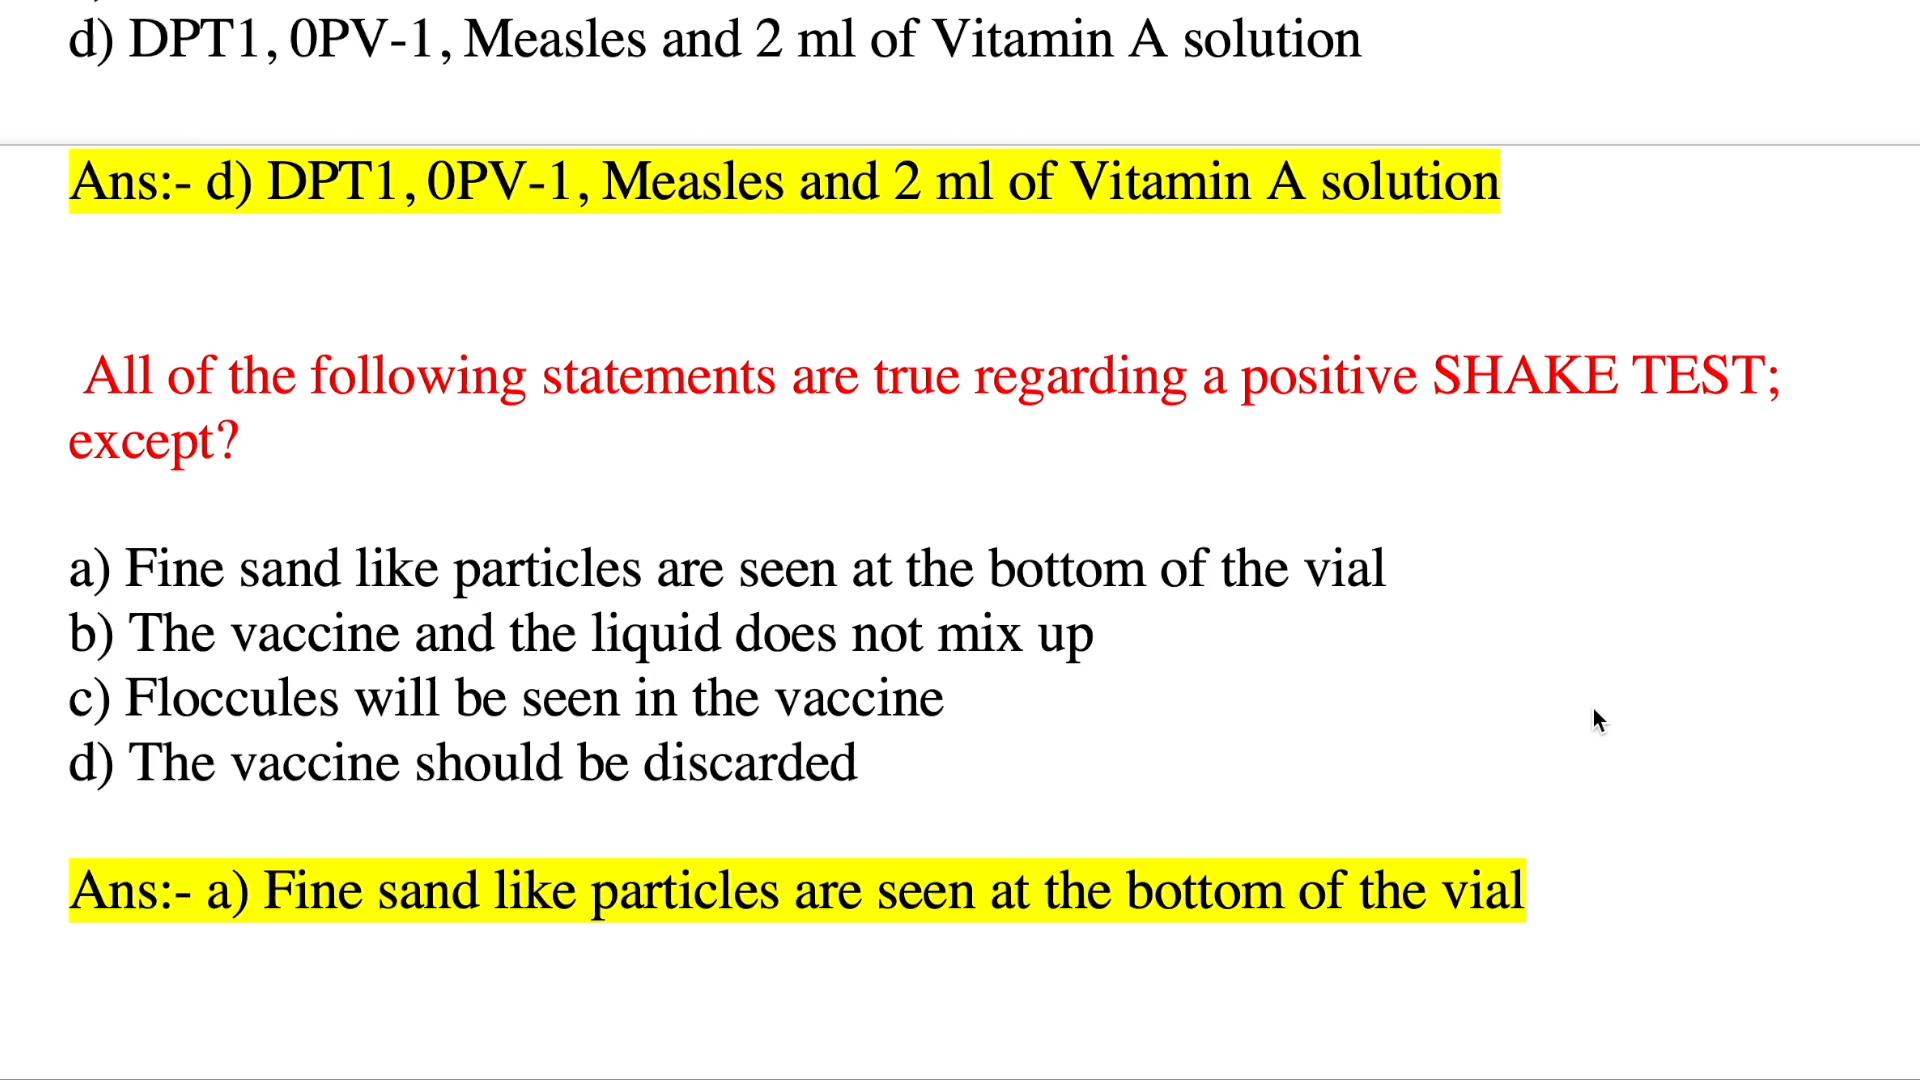 d) DPT1, 0PV-1, Measles and 2 ml of Vitamin A solution
Ans:- d) DPT1, 0PV-1, Measles and 2 ml of Vitamin A solution
All of the following statements are true regarding a positive SHAKE TEST;
except?
a) Fine sand like particles are seen at the bottom of the vial
b) The vaccine and the liquid does not mix up
c) Floccules will be seen in the vaccine
d) The vaccine should be discarded
Ans:- a) Fine sand like particles are seen at the bottom of the vial